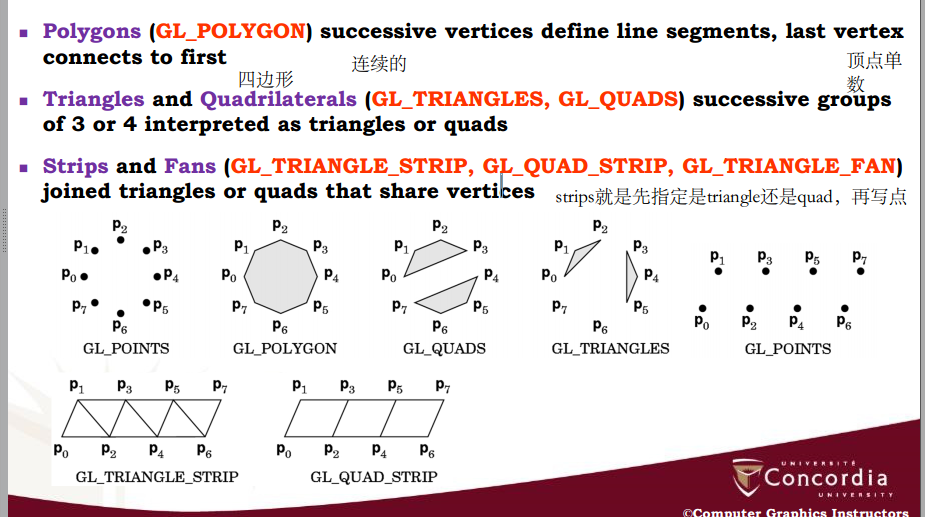 ▪ Polygons (GL_POLYGON) successive vertices define line segments, last vertex
connects to first
连续的
顶点单
数
四边形
▪ Triangles and Quadrilaterals (GL_TRIANGLES, GL_QUADS) successive groups
of 3 or 4 interpreted as triangles or quads
▪ Strips and Fans (GL_TRIANGLE_STRIP, GL_QUAD_STRIP, GL_TRIANGLE_FAN)
joined triangles or quads that share vertices
strips就是先指定是triangle还是quad，再写点
P2
P1 P3
P0 P4
P7 P5
P6
GL_POINTS
P2
P1 P3
P0 P4
P7 P5
P6
GL_POLYGON
P2
P1 P3
P0 P4
P7 P5
P6
GL_QUADS
P2
P1 P3
P0 P4
P7 P5
P6
GL_TRIANGLES
P1 P3 P5 P7
P0 P2 P4 P6
GL_POINTS
P1 P3 P5 P7
P0 P2 P4 P6
GL_TRIANGLE_STRIP
P1 P3 P5 P7
P0 P2 P4 P6
GL_QUAD_STRIP
UNIVERSITÉ
Concordia
UNIVERSITY
©Computer Graphics Instructors